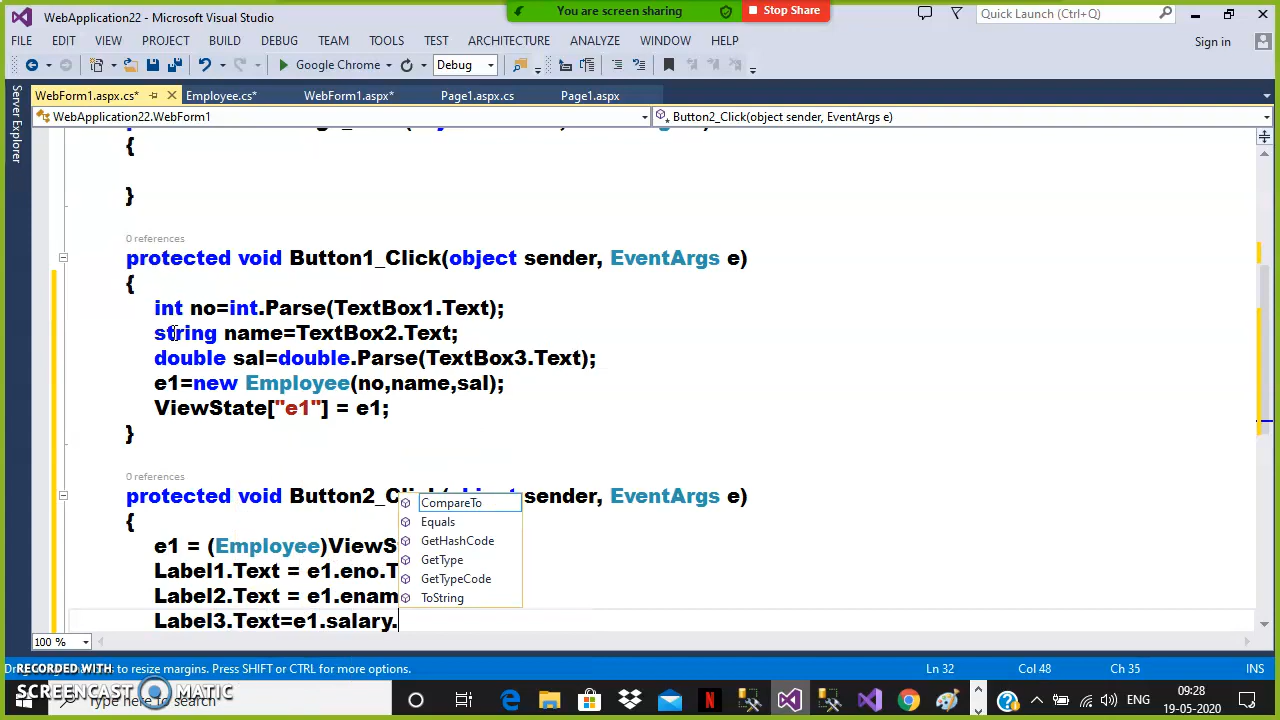 WebApplication22 - Microsoft Visual Studio
You are screen sharing
Stop Share
Quick Launch (Ctrl+Q)
FILE EDIT VIEW PROJECT BUILD DEBUG TEAM TOOLS TEST ARCHITECTURE ANALYZE WINDOW HELP
Sign in
Google Chrome
Debug
WebForm1.aspx.cs* Employee.cs* WebForm1.aspx* Page1.aspx.cs Page1.aspx
Server Explorer
WebApplication22.WebForm1
Button2_Click(object sender, EventArgs e)
{
}
0 references
protected void Button1_Click(object sender, EventArgs e)
{
int no=int.Parse(TextBox1.Text);
string name=TextBox2.Text;
double sal=double.Parse(TextBox3.Text);
e1=new Employee(no,name,sal);
ViewState["e1"] = e1;
}
0 references
protected void Button2_Click(object sender, EventArgs e)
{
e1 = (Employee)ViewS
Label1.Text = e1.eno.T
Label2.Text = e1.enam
Label3.Text=e1.salary.
CompareTo
Equals
GetHashCode
GetType
GetTypeCode
ToString
100 %
to resize margins. Press SHIFT or CTRL for more options.
Ln 32 Col 48 Ch 35 INS
RECORDED WITH
SCREENCAST MATIC
Type here to search
ENG
09:28
19-05-2020